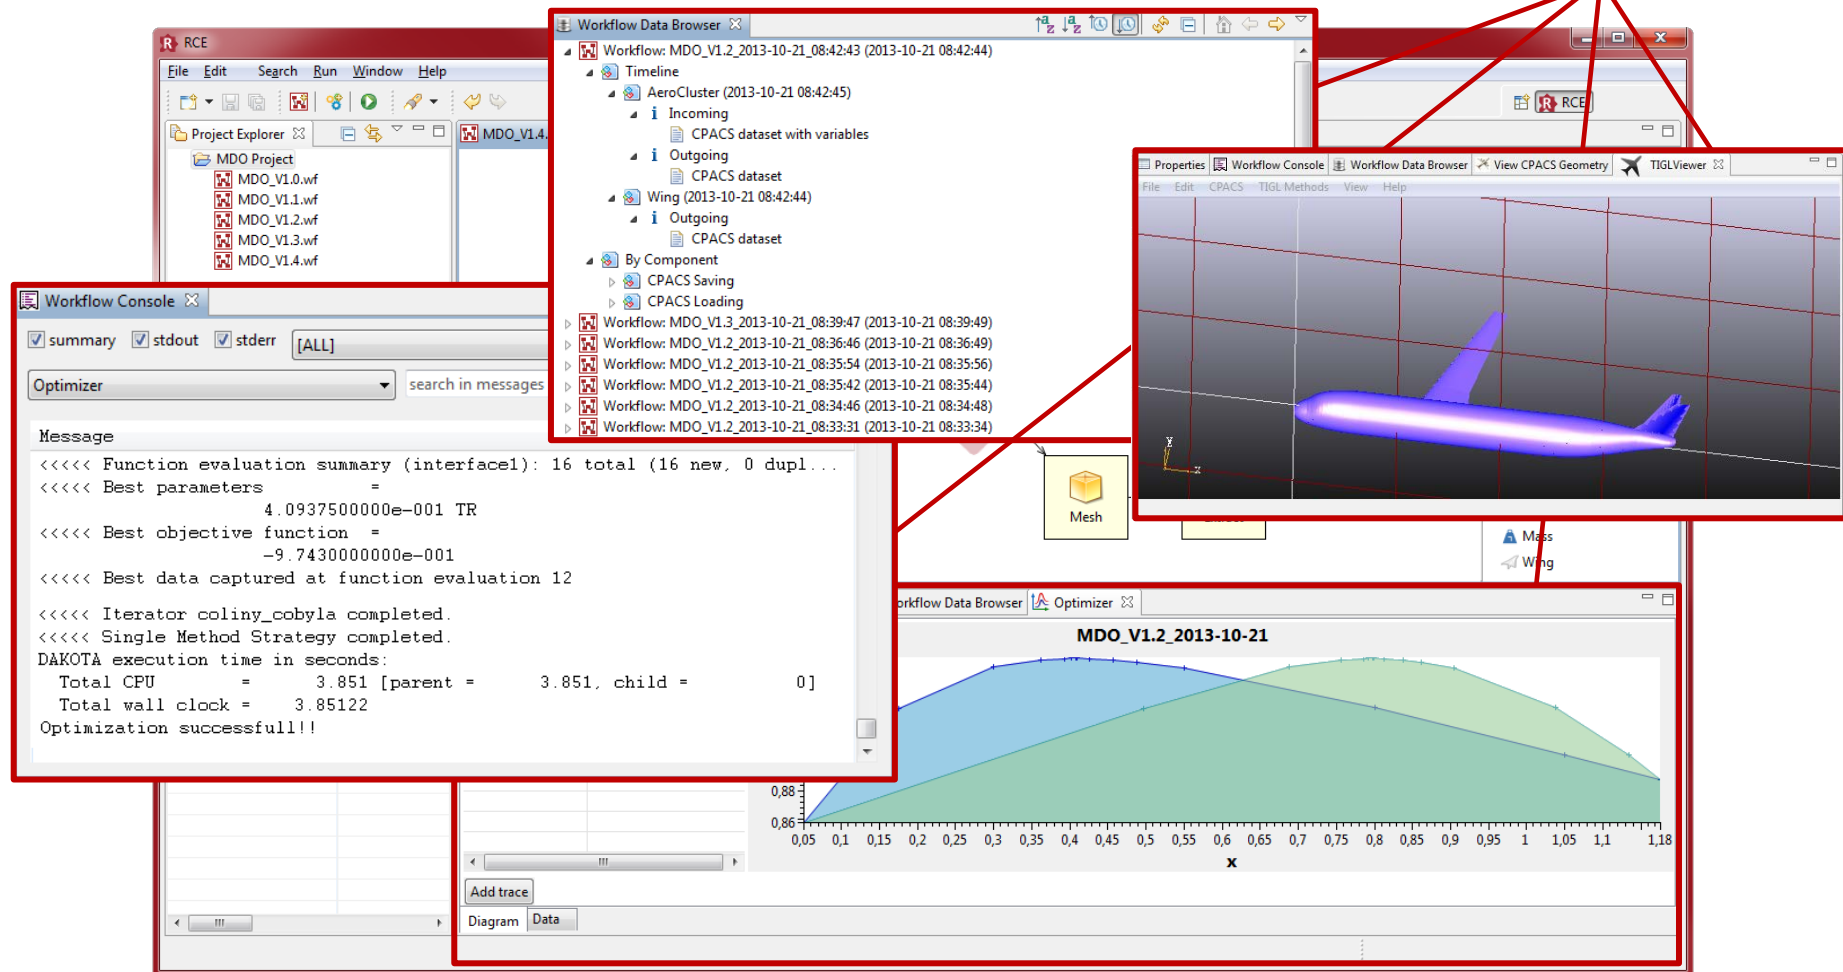 RCE
File Edit Search Run Window Help
RCE
Project Explorer
MDO_V1.4.
MDO Project
MDO_V1.0.wf
MDO_V1.1.wf
MDO_V1.2.wf
MDO_V1.3.wf
MDO_V1.4.wf
Workflow Data Browser
Workflow: MDO_V1.2_2013-10-21_08:42:43 (2013-10-21 08:42:44)
Timeline
AeroCluster (2013-10-21 08:42:45)
Incoming
CPACS dataset with variables
Outgoing
CPACS dataset
Wing (2013-10-21 08:42:44)
Outgoing
CPACS dataset
By Component
CPACS Saving
CPACS Loading
Workflow: MDO_V1.3_2013-10-21_08:39:47 (2013-10-21 08:39:49)
Workflow: MDO_V1.2_2013-10-21_08:36:46 (2013-10-21 08:36:49)
Workflow: MDO_V1.2_2013-10-21_08:35:54 (2013-10-21 08:35:56)
Workflow: MDO_V1.2_2013-10-21_08:35:42 (2013-10-21 08:35:44)
Workflow: MDO_V1.2_2013-10-21_08:34:46 (2013-10-21 08:34:48)
Workflow: MDO_V1.2_2013-10-21_08:33:31 (2013-10-21 08:33:34)
Properties Workflow Console Workflow Data Browser View CPACS Geometry TIGLViewer
File Edit CPACS TIGL Methods View Help
z
x
Workflow Console
summary stdout stderr [ALL]
Optimizer search in messages
Message
<<<<< Function evaluation summary (interface1): 16 total (16 new, 0 dupl...
<<<<< Best parameters =
4.0937500000e-001 TR
<<<<< Best objective function =
-9.7430000000e-001
<<<<< Best data captured at function evaluation 12
<<<<< Iterator coliny_cobyla completed.
<<<<< Single Method Strategy completed.
DAKOTA execution time in seconds:
Total CPU = 3.851 [parent = 3.851, child = 0]
Total wall clock = 3.85122
Optimization successfull!!
Mesh
Mass
Wing
orkflow Data Browser Optimizer
MDO_V1.2_2013-10-21
0,88
0,86
0,05 0,1 0,15 0,2 0,25 0,3 0,35 0,4 0,45 0,5 0,55 0,6 0,65 0,7 0,75 0,8 0,85 0,9 0,95 1 1,05 1,1 1,18
x
Add trace
Diagram Data